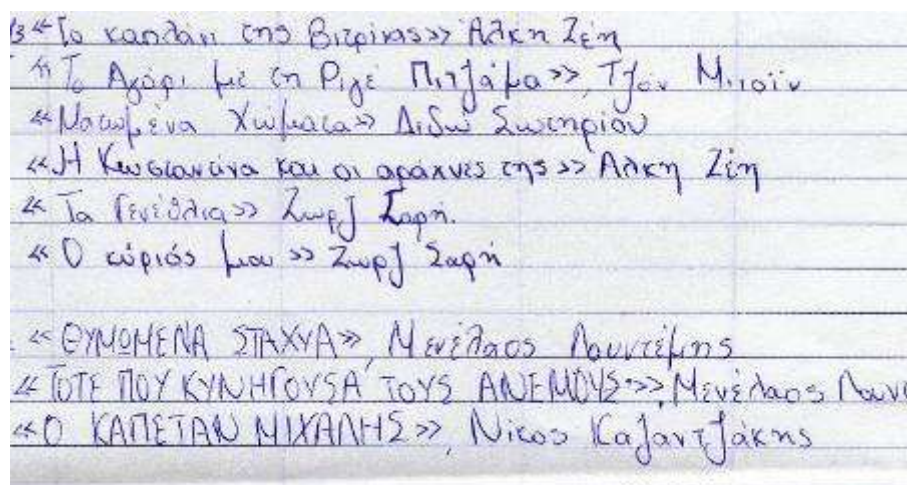 «Το καπλάνι της Βιτρίνας» Άλκη Ζέη
«Το Αγόρι με τη Ριγέ Πιτζάμα», Τζον Μπόιν
«Ματωμένα Χώματα» Διδώ Σωτηρίου
«Η Κωνσταντίνα και οι αράχνες της» Άλκη Ζέη
«Τα Γενέθλια» Ζωρζ Σαρή.
«Ο κύριός μου» Ζωρζ Σαρή
«ΘΥΜΩΜΕΝΑ ΣΤΑΧΥΑ», Μενέλαος Λουντέμης
«ΤΟΤΕ ΠΟΥ ΚΥΝΗΓΟΥΣΑ ΤΟΥΣ ΑΝΕΜΟΥΣ», Μενέλαος Λουν
«Ο ΚΑΠΕΤΑΝ ΜΙΧΑΛΗΣ», Νίκος Καζαντζάκης